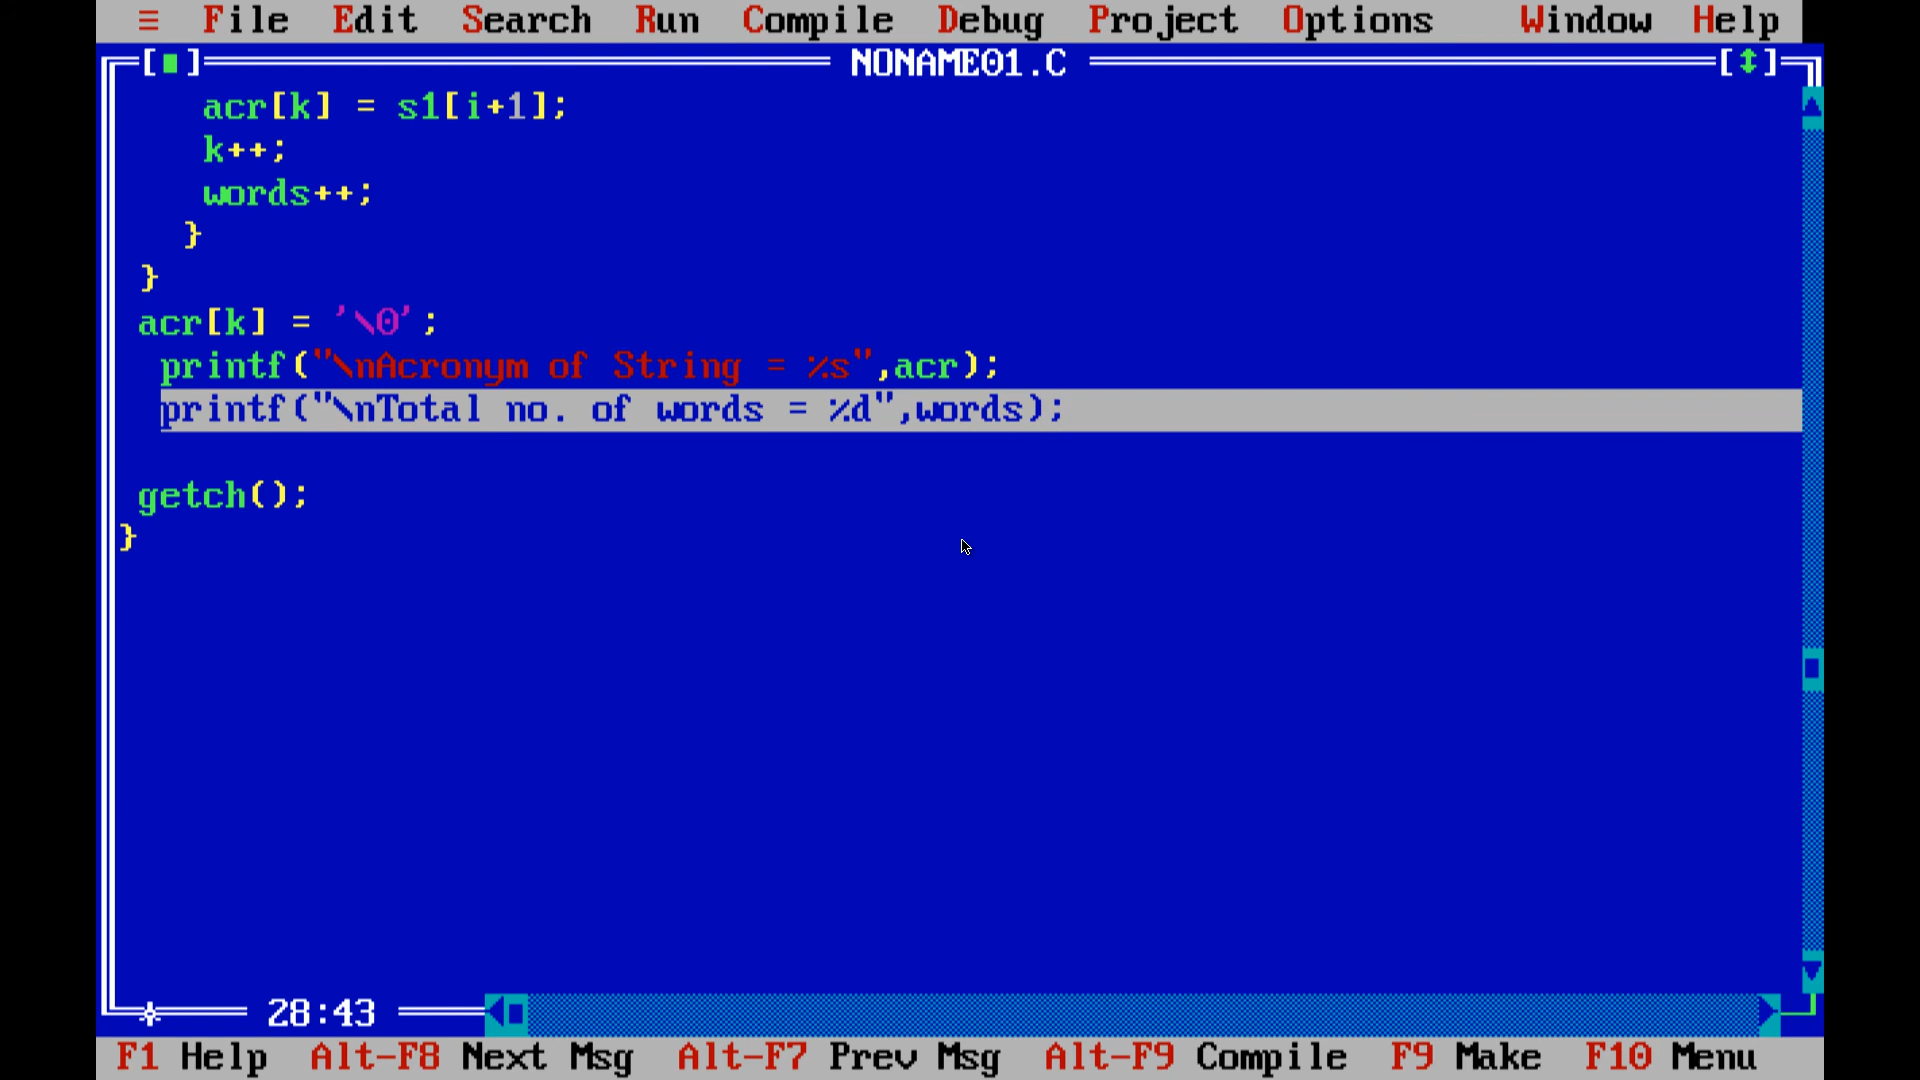 ≡ File Edit Search Run Compile Debug Project Options Window Help
[■] NONAME01.C [↕]
acr[k] = s1[i+1];
k++;
words++;
}
}
acr[k] = '\0';
printf("\nAcronym of String = %s",acr);
printf("\nTotal no. of words = %d",words);
getch();
}
28:43
F1 Help Alt-F8 Next Msg Alt-F7 Prev Msg Alt-F9 Compile F9 Make F10 Menu